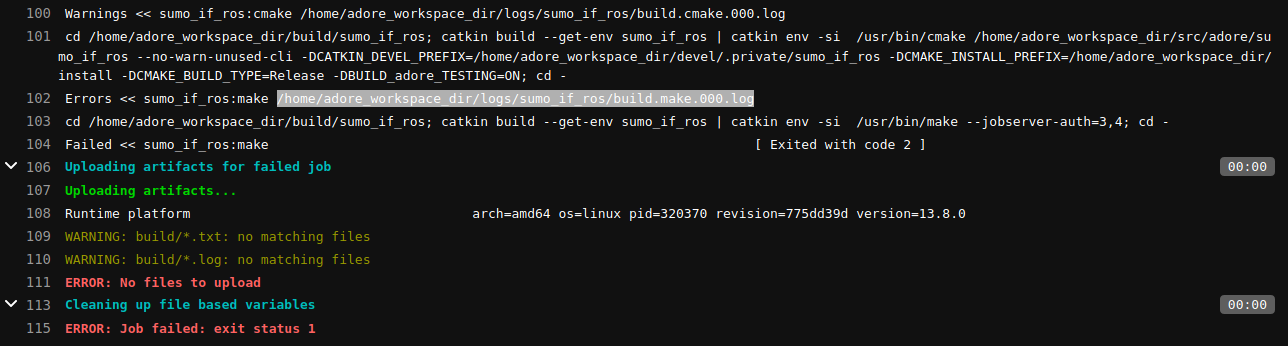 100 Warnings << sumo_if_ros:cmake /home/adore_workspace_dir/logs/sumo_if_ros/build.cmake.000.log
101 cd /home/adore_workspace_dir/build/sumo_if_ros; catkin build --get-env sumo_if_ros | catkin env -si  /usr/bin/cmake /home/adore_workspace_dir/src/adore/su
mo_if_ros --no-warn-unused-cli -DCATKIN_DEVEL_PREFIX=/home/adore_workspace_dir/devel/.private/sumo_if_ros -DCMAKE_INSTALL_PREFIX=/home/adore_workspace_dir/
install -DCMAKE_BUILD_TYPE=Release -DBUILD_adore_TESTING=ON; cd -
102 Errors << sumo_if_ros:make /home/adore_workspace_dir/logs/sumo_if_ros/build.make.000.log
103 cd /home/adore_workspace_dir/build/sumo_if_ros; catkin build --get-env sumo_if_ros | catkin env -si  /usr/bin/make --jobserver-auth=3,4; cd -
104 Failed << sumo_if_ros:make [ Exited with code 2 ]
106 Uploading artifacts for failed job 00:00
107 Uploading artifacts...
108 Runtime platform arch=amd64 os=linux pid=320370 revision=775dd39d version=13.8.0
109 WARNING: build/*.txt: no matching files
110 WARNING: build/*.log: no matching files
111 ERROR: No files to upload
113 Cleaning up file based variables 00:00
115 ERROR: Job failed: exit status 1